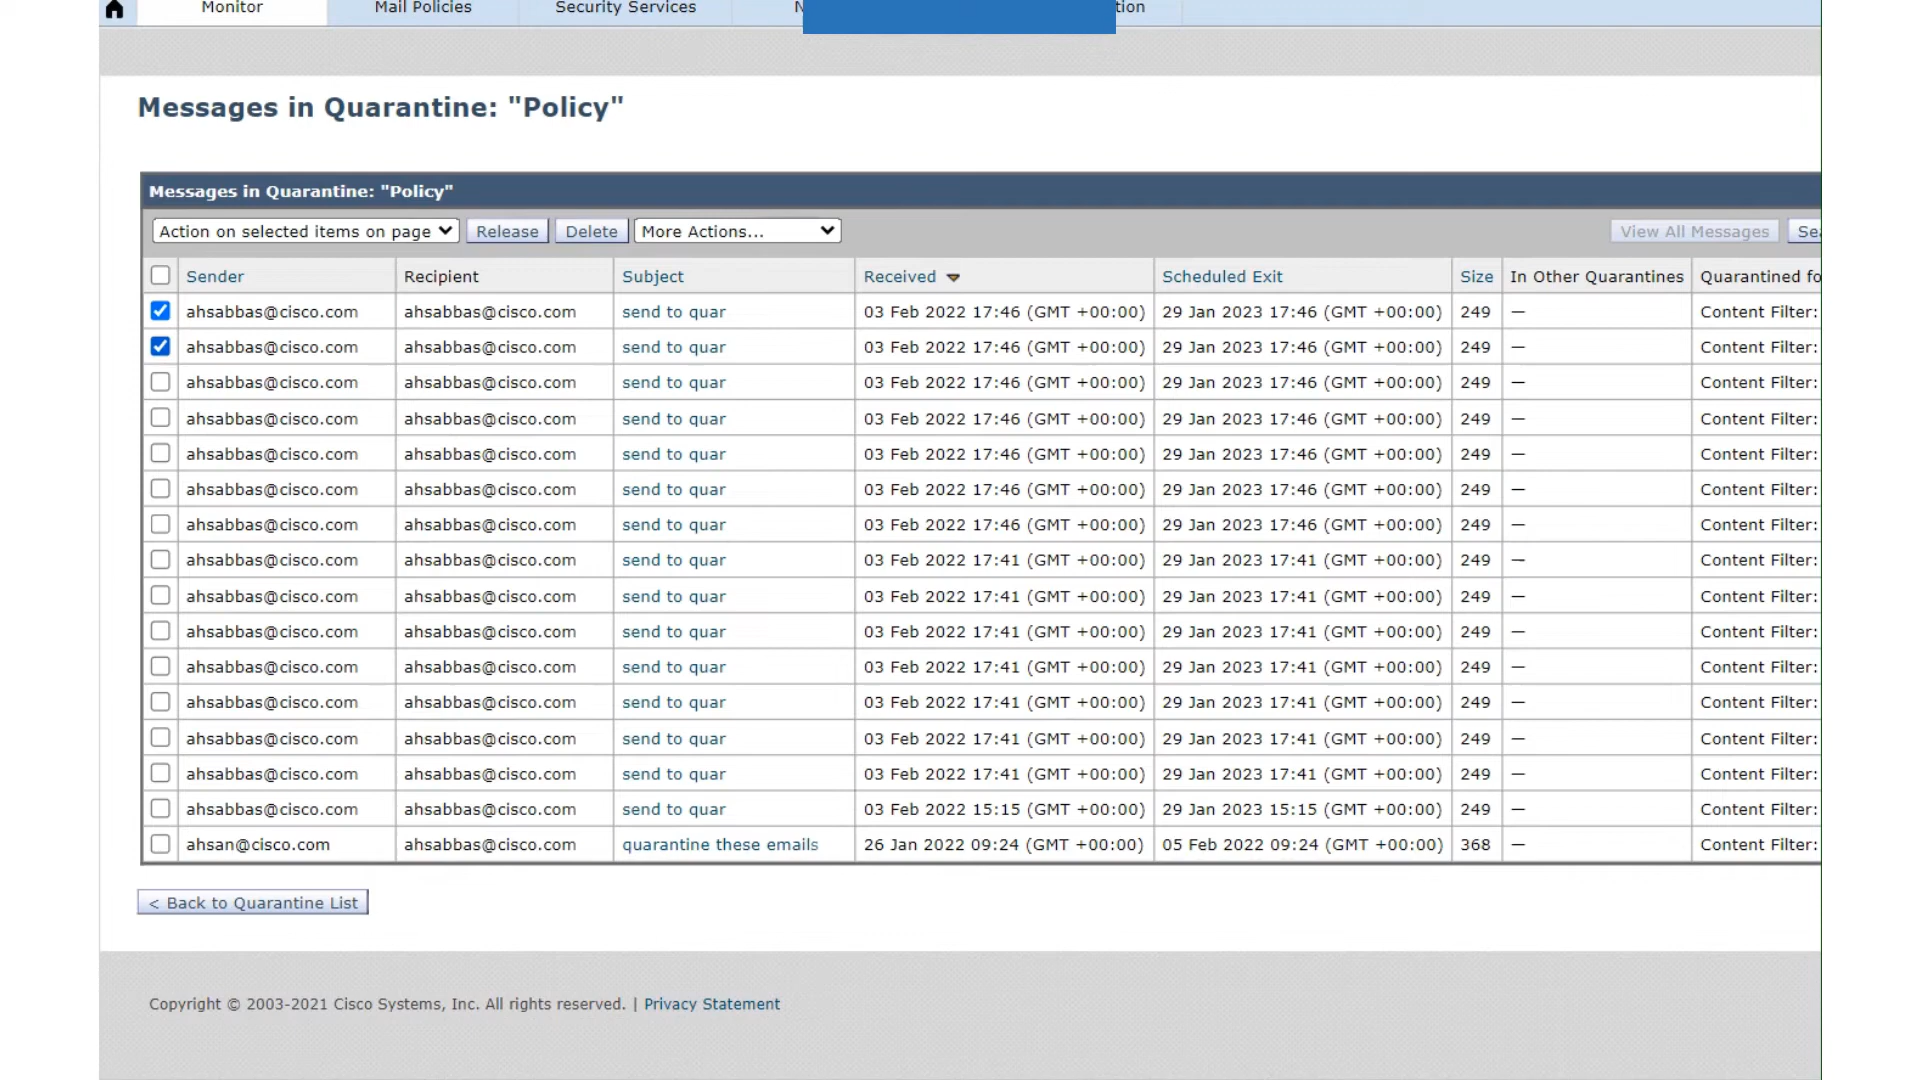 Monitor Mail Policies Security Services N tion
Messages in Quarantine: "Policy"
Messages in Quarantine: "Policy"
Action on selected items on page Release Delete More Actions... View All Messages Sea
Sender Recipient Subject Received Scheduled Exit Size In Other Quarantines Quarantined fo
ahsabbas@cisco.com ahsabbas@cisco.com send to quar 03 Feb 2022 17:46 (GMT +00:00) 29 Jan 2023 17:46 (GMT +00:00) 249 — Content Filter:
ahsabbas@cisco.com ahsabbas@cisco.com send to quar 03 Feb 2022 17:46 (GMT +00:00) 29 Jan 2023 17:46 (GMT +00:00) 249 — Content Filter:
ahsabbas@cisco.com ahsabbas@cisco.com send to quar 03 Feb 2022 17:46 (GMT +00:00) 29 Jan 2023 17:46 (GMT +00:00) 249 — Content Filter:
ahsabbas@cisco.com ahsabbas@cisco.com send to quar 03 Feb 2022 17:46 (GMT +00:00) 29 Jan 2023 17:46 (GMT +00:00) 249 — Content Filter:
ahsabbas@cisco.com ahsabbas@cisco.com send to quar 03 Feb 2022 17:46 (GMT +00:00) 29 Jan 2023 17:46 (GMT +00:00) 249 — Content Filter:
ahsabbas@cisco.com ahsabbas@cisco.com send to quar 03 Feb 2022 17:46 (GMT +00:00) 29 Jan 2023 17:46 (GMT +00:00) 249 — Content Filter:
ahsabbas@cisco.com ahsabbas@cisco.com send to quar 03 Feb 2022 17:46 (GMT +00:00) 29 Jan 2023 17:46 (GMT +00:00) 249 — Content Filter:
ahsabbas@cisco.com ahsabbas@cisco.com send to quar 03 Feb 2022 17:41 (GMT +00:00) 29 Jan 2023 17:41 (GMT +00:00) 249 — Content Filter:
ahsabbas@cisco.com ahsabbas@cisco.com send to quar 03 Feb 2022 17:41 (GMT +00:00) 29 Jan 2023 17:41 (GMT +00:00) 249 — Content Filter:
ahsabbas@cisco.com ahsabbas@cisco.com send to quar 03 Feb 2022 17:41 (GMT +00:00) 29 Jan 2023 17:41 (GMT +00:00) 249 — Content Filter:
ahsabbas@cisco.com ahsabbas@cisco.com send to quar 03 Feb 2022 17:41 (GMT +00:00) 29 Jan 2023 17:41 (GMT +00:00) 249 — Content Filter:
ahsabbas@cisco.com ahsabbas@cisco.com send to quar 03 Feb 2022 17:41 (GMT +00:00) 29 Jan 2023 17:41 (GMT +00:00) 249 — Content Filter:
ahsabbas@cisco.com ahsabbas@cisco.com send to quar 03 Feb 2022 17:41 (GMT +00:00) 29 Jan 2023 17:41 (GMT +00:00) 249 — Content Filter:
ahsabbas@cisco.com ahsabbas@cisco.com send to quar 03 Feb 2022 17:41 (GMT +00:00) 29 Jan 2023 17:41 (GMT +00:00) 249 — Content Filter:
ahsabbas@cisco.com ahsabbas@cisco.com send to quar 03 Feb 2022 15:15 (GMT +00:00) 29 Jan 2023 15:15 (GMT +00:00) 249 — Content Filter:
ahsan@cisco.com ahsabbas@cisco.com quarantine these emails 26 Jan 2022 09:24 (GMT +00:00) 05 Feb 2022 09:24 (GMT +00:00) 368 — Content Filter:
< Back to Quarantine List
Copyright © 2003-2021 Cisco Systems, Inc. All rights reserved. | Privacy Statement